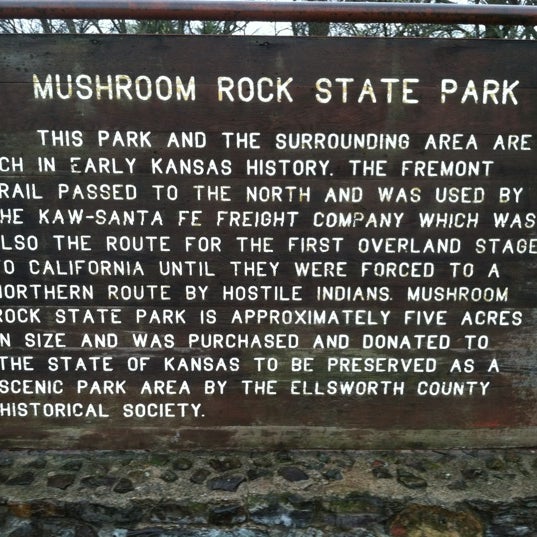 MUSHROOM ROCK STATE PARK
THIS PARK AND THE SURROUNDING AREA ARE
CH IN EARLY KANSAS HISTORY. THE FREMONT
RAIL PASSED TO THE NORTH AND WAS USED BY
HE KAW-SANTA FE FREIGHT COMPANY WHICH WAS
LSO THE ROUTE FOR THE FIRST OVERLAND STAGE
O CALIFORNIA UNTIL THEY WERE FORCED TO A
NORTHERN ROUTE BY HOSTILE INDIANS. MUSHROOM
ROCK STATE PARK IS APPROXIMATELY FIVE ACRES
N SIZE AND WAS PURCHASED AND DONATED TO
THE STATE OF KANSAS TO BE PRESERVED AS A
SCENIC PARK AREA BY THE ELLSWORTH COUNTY
HISTORICAL SOCIETY.